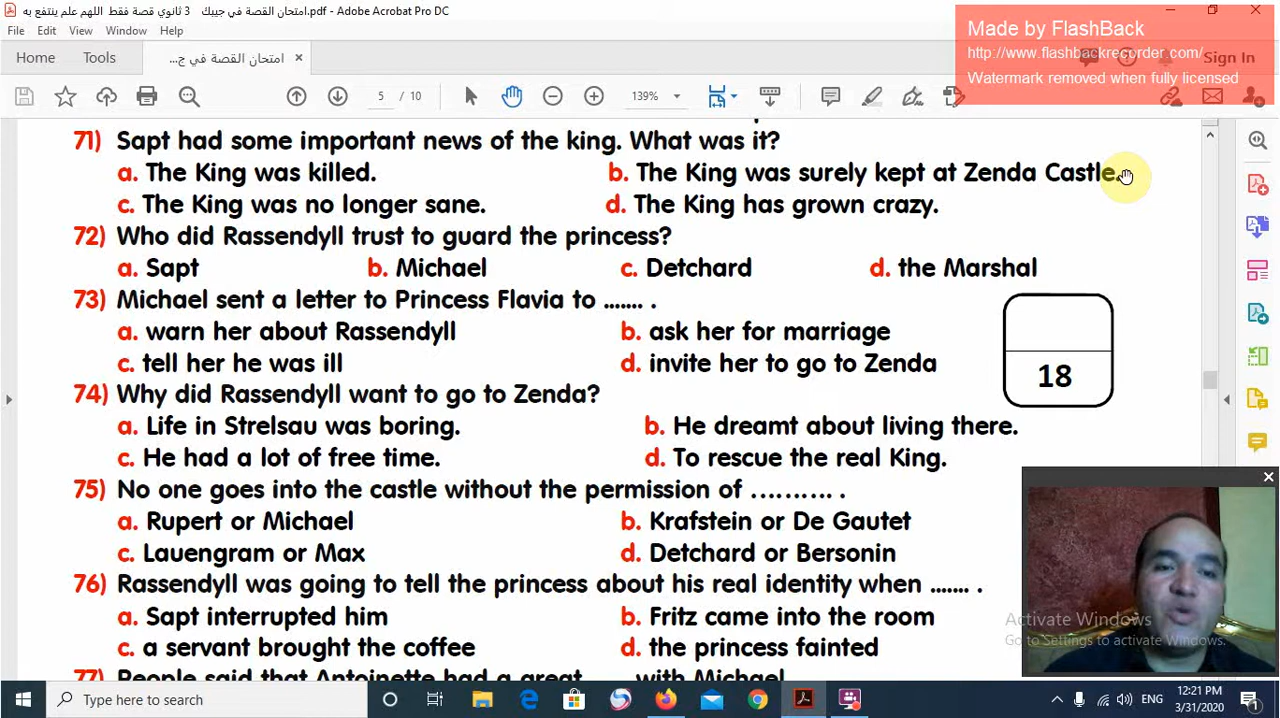 امتحان القصة في جيبك 3 ثانوي قصة فقط اللهم علم ينتفع به.pdf - Adobe Acrobat Pro DC
File Edit View Window Help
Home Tools امتحان القصة في ج... × Sign In
Made by FlashBack
http://www.flashbackrecorder.com/
Watermark removed when fully licensed
5 / 10 139%
71) Sapt had some important news of the king. What was it?
a. The King was killed. b. The King was surely kept at Zenda Castle.
c. The King was no longer sane. d. The King has grown crazy.
72) Who did Rassendyll trust to guard the princess?
a. Sapt b. Michael c. Detchard d. the Marshal
73) Michael sent a letter to Princess Flavia to ....... .
a. warn her about Rassendyll b. ask her for marriage
c. tell her he was ill d. invite her to go to Zenda
18
74) Why did Rassendyll want to go to Zenda?
a. Life in Strelsau was boring. b. He dreamt about living there.
c. He had a lot of free time. d. To rescue the real King.
75) No one goes into the castle without the permission of .......... .
a. Rupert or Michael b. Krafstein or De Gautet
c. Lauengram or Max d. Detchard or Bersonin
76) Rassendyll was going to tell the princess about his real identity when ....... .
a. Sapt interrupted him b. Fritz came into the room
c. a servant brought the coffee d. the princess fainted
77) People said that Antoinette had a great with Michael
Activate Windows
Go to Settings to activate Windows.
Type here to search
ENG
12:21 PM
3/31/2020